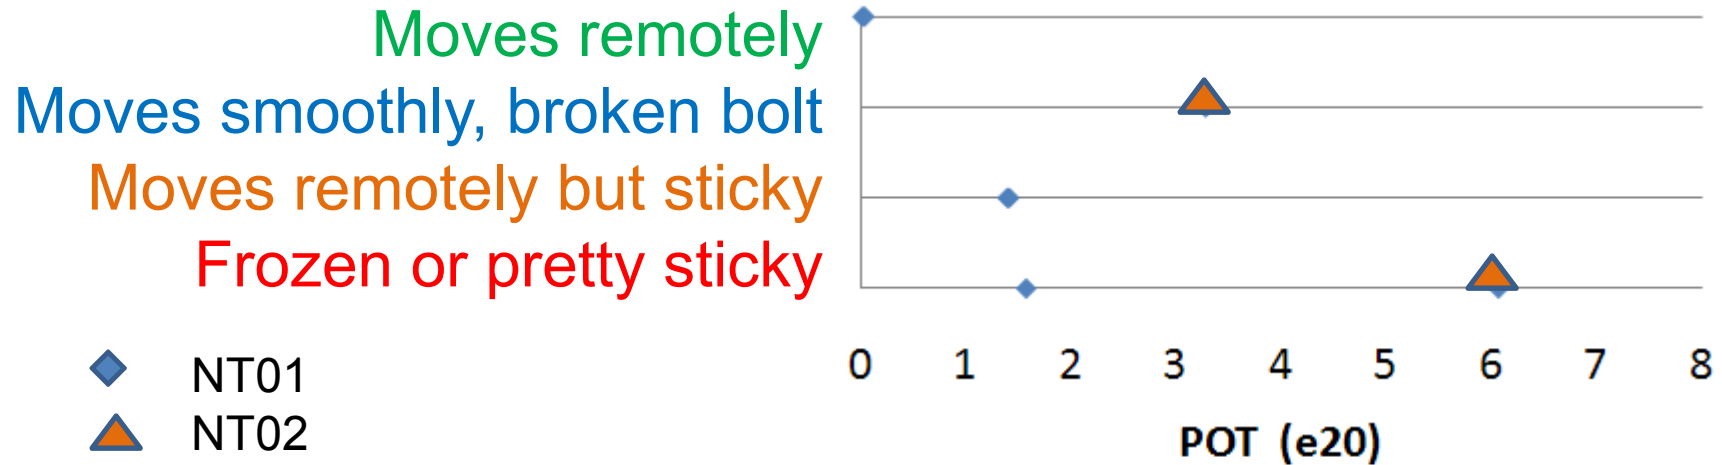 Moves remotely
Moves smoothly, broken bolt
Moves remotely but sticky
Frozen or pretty sticky
0 1 2 3 4 5 6 7 8
POT (e20)
NT01
NT02